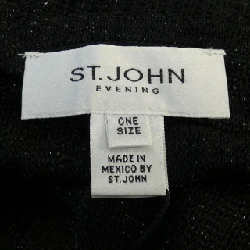 ST. JOHN
EVENING
ONE
SIZE
MADE IN
MEXICO BY
ST. JOHN